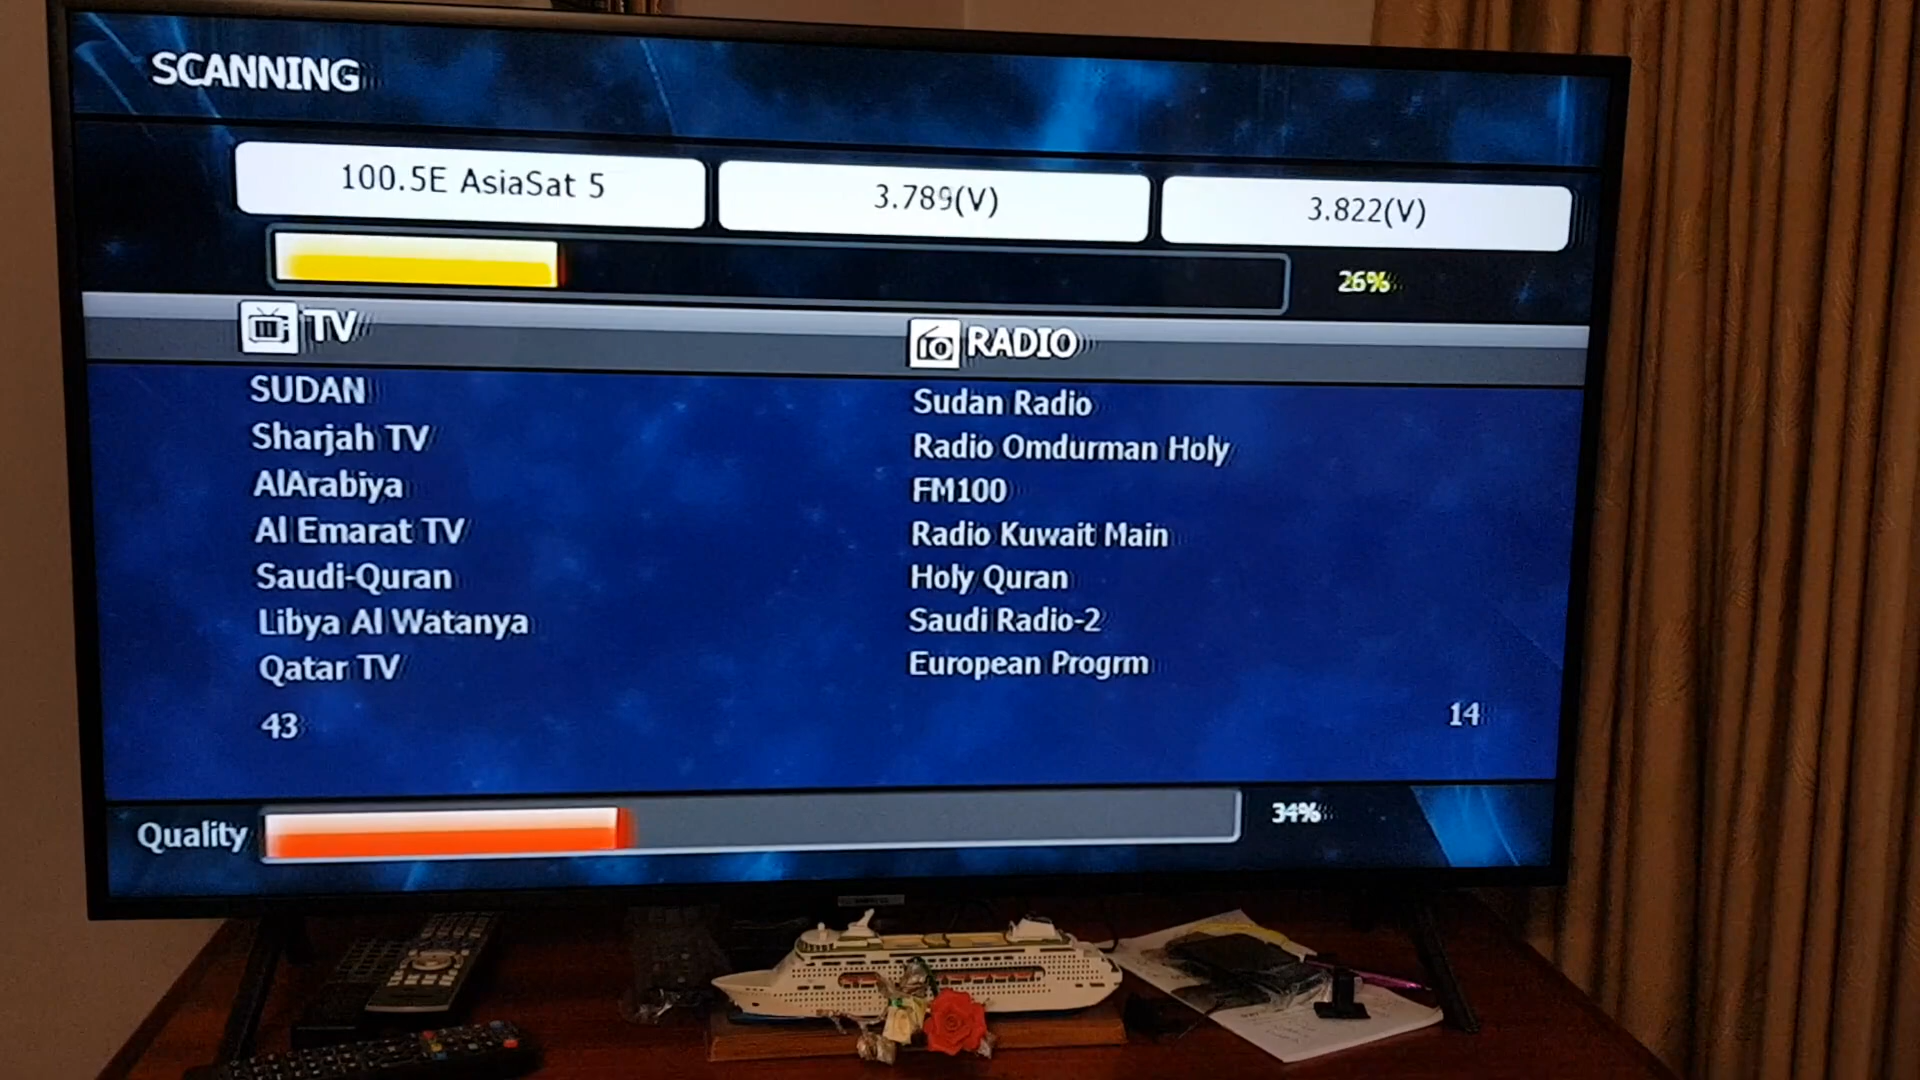 SCANNING
100.5E AsiaSat 5
3.789(V)
3.822(V)
26%
TV
RADIO
SUDAN
Sharjah TV
AlArabiya
Al Emarat TV
Saudi-Quran
Libya Al Watanya
Qatar TV
43
Sudan Radio
Radio Omdurman Holy
FM100
Radio Kuwait Main
Holy Quran
Saudi Radio-2
European Progrm
14
Quality
34%